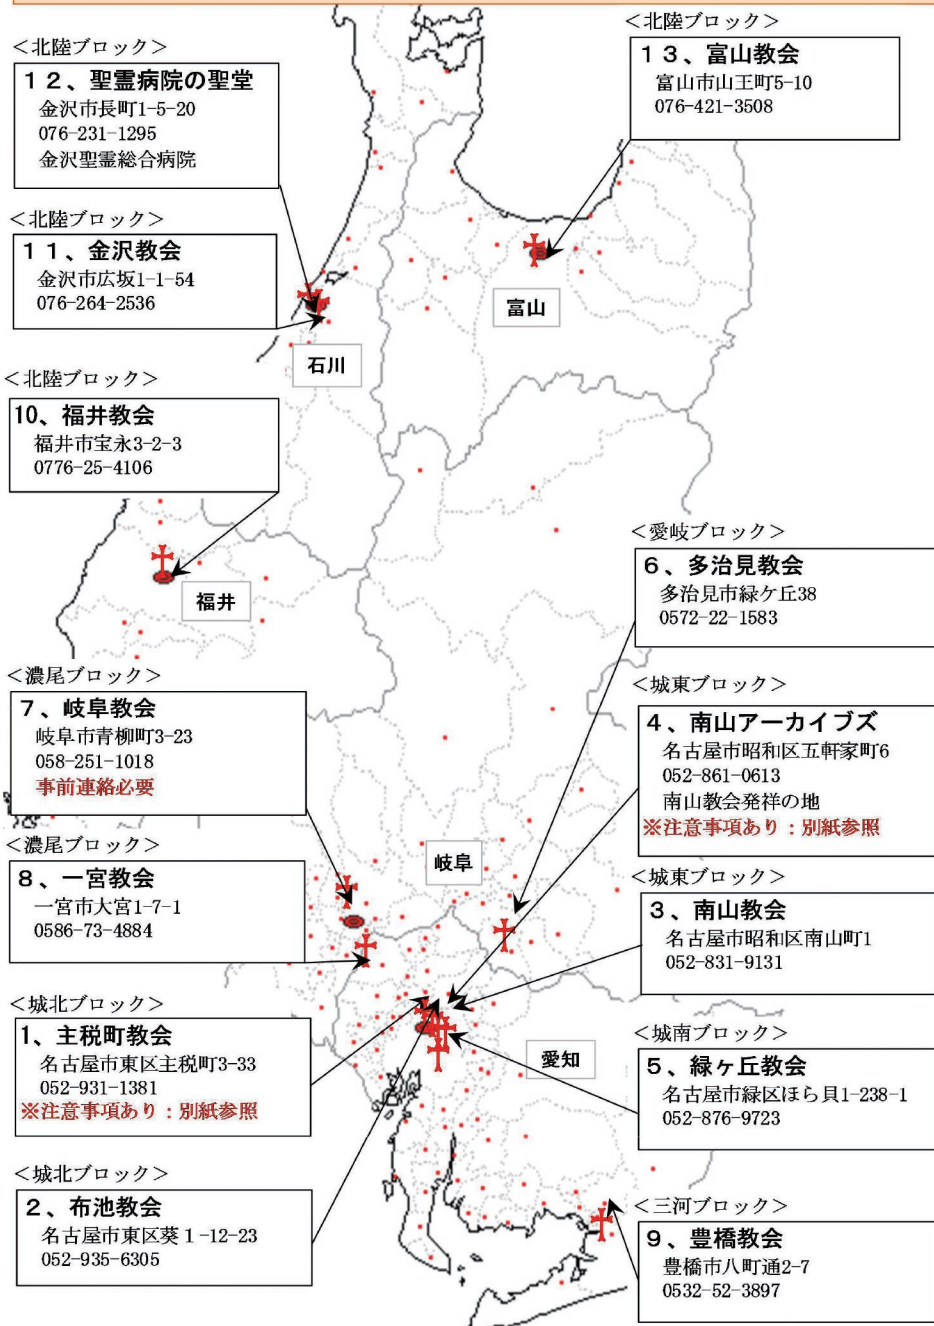 <北陸ブロック>
12、聖霊病院の聖堂
金沢市長町1-5-20
076-231-1295
金沢聖霊総合病院
<北陸ブロック>
13、富山教会
富山市山王町5-10
076-421-3508
<北陸ブロック>
11、金沢教会
金沢市広坂1-1-54
076-264-2536
富山
石川
<北陸ブロック>
10、福井教会
福井市宝永3-2-3
0776-25-4106
福井
<愛岐ブロック>
6、多治見教会
多治見市緑ケ丘38
0572-22-1583
<濃尾ブロック>
7、岐阜教会
岐阜市青柳町3-23
058-251-1018
事前連絡必要
<城東ブロック>
4、南山アーカイブズ
名古屋市昭和区五軒家町6
052-861-0613
南山教会発祥の地
※注意事項あり：別紙参照
<濃尾ブロック>
8、一宮教会
一宮市大宮1-7-1
0586-73-4884
岐阜
<城東ブロック>
3、南山教会
名古屋市昭和区南山町1
052-831-9131
<城北ブロック>
1、主税町教会
名古屋市東区主税町3-33
052-931-1381
※注意事項あり：別紙参照
愛知
<城南ブロック>
5、緑ヶ丘教会
名古屋市緑区ほら貝1-238-1
052-876-9723
<城北ブロック>
2、布池教会
名古屋市東区葵1-12-23
052-935-6305
<三河ブロック>
9、豊橋教会
豊橋市八町通2-7
0532-52-3897